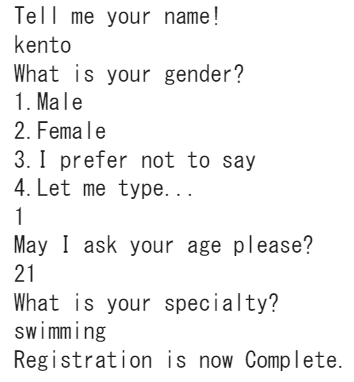 Tell me your name!
kento
What is your gender?
1.Male
2.Female
3.I prefer not to say
4.Let me type...
1
May I ask your age please?
21
What is your specialty?
swimming
Registration is now Complete.